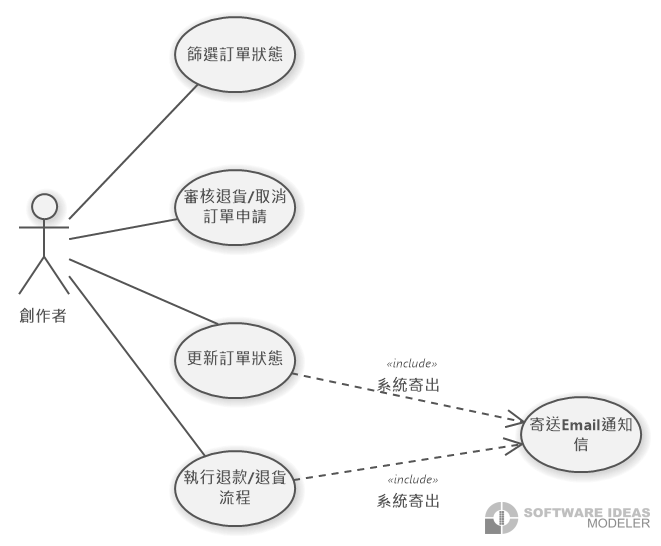 篩選訂單狀態
審核退貨/取消
訂單申請
創作者
更新訂單狀態
«include»
系統寄出
寄送Email通知
信
執行退款/退貨
流程
«include»
系統寄出
SOFTWARE IDEAS
MODELER